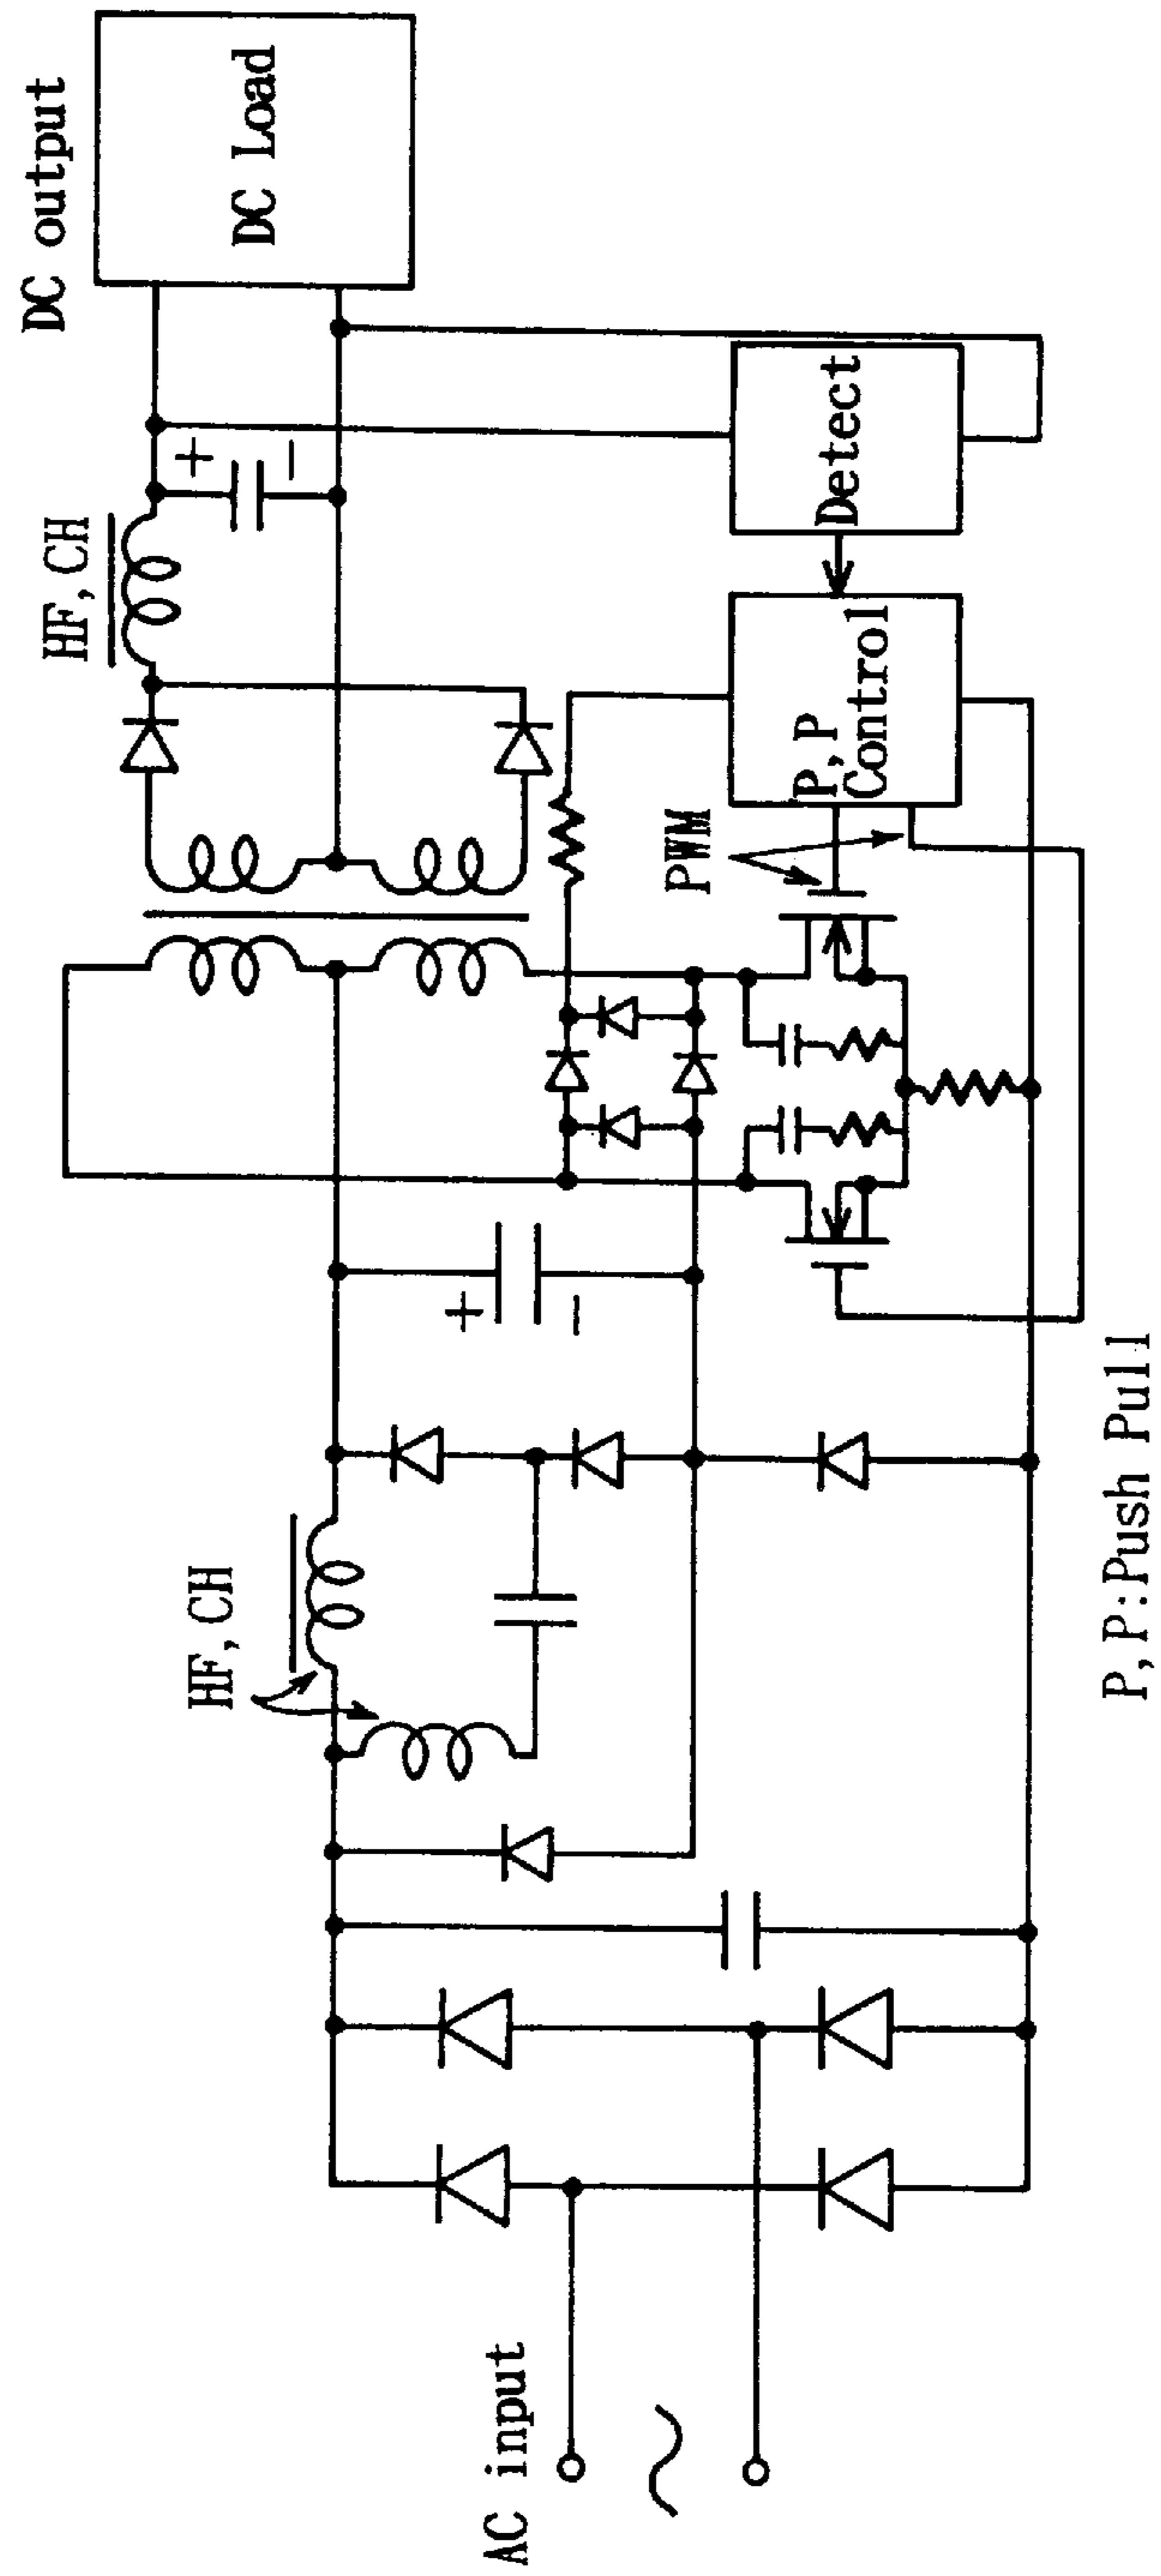 AC input
HF,CH
HF,CH
DC output
DC Load
+
−
+
−
PWM
P,P
Control
Detect
P,P:Push Pull